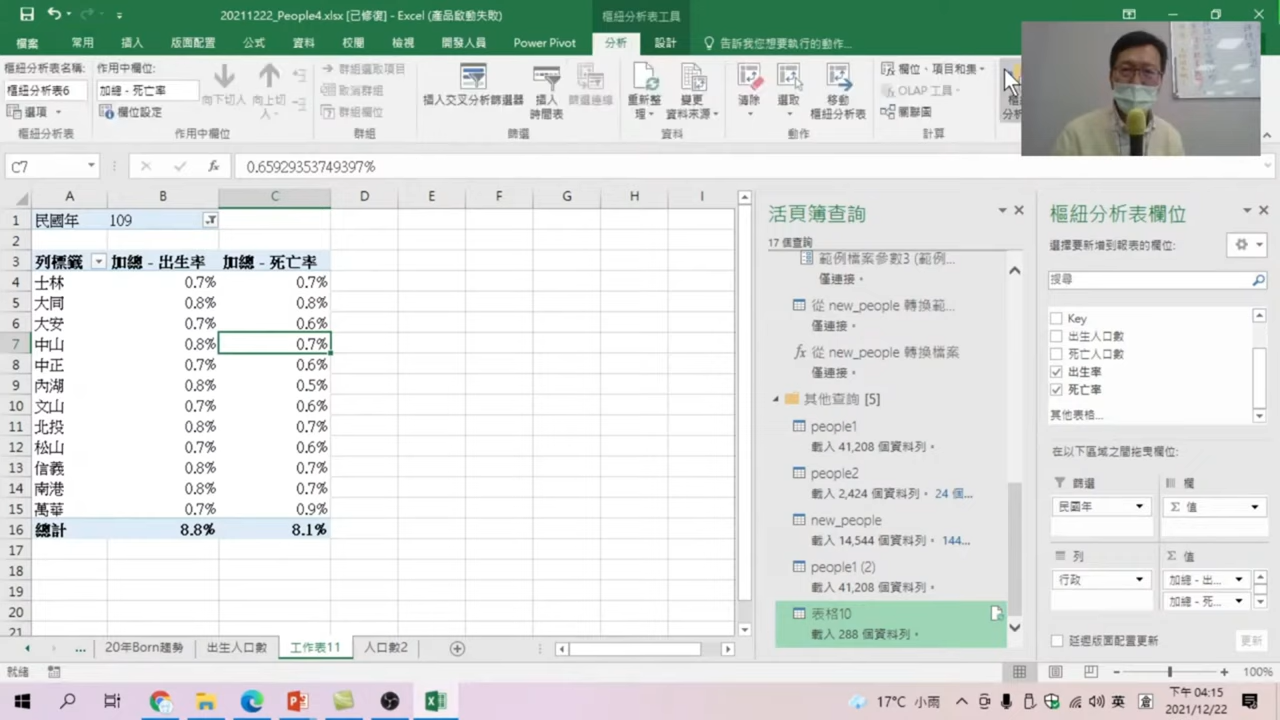 20211222_People4.xlsx [已修復] - Excel (產品啟動失敗)
樞紐分析表工具
檔案 常用 插入 版面配置 公式 資料 校閱 檢視 開發人員 Power Pivot 分析 設計 告訴我您想要執行的動作...
樞紐分析表名稱: 作用中欄位:
樞紐分析表6 加總 - 死亡率
選項 欄位設定
向下切入 向上切入
群組選取項目
取消群組
群組欄位
插入交叉分析篩選器 插入時間表 篩選連線
重新整理 變更資料來源
清除 選取 移動樞紐分析表
欄位、項目和集
OLAP 工具
關聯圖
樞紐分析表 作用中欄位 群組 篩選 資料 動作 計算
C7 fx 0.65929353749397%
A B C D E F G H I
1 民國年 109
2
3 列標籤 加總 - 出生率 加總 - 死亡率
4 士林 0.7% 0.7%
5 大同 0.8% 0.8%
6 大安 0.7% 0.6%
7 中山 0.8% 0.7%
8 中正 0.7% 0.6%
9 內湖 0.8% 0.5%
10 文山 0.7% 0.6%
11 北投 0.8% 0.7%
12 松山 0.7% 0.6%
13 信義 0.8% 0.7%
14 南港 0.8% 0.7%
15 萬華 0.7% 0.9%
16 總計 8.8% 8.1%
17
18
19
20
21
活頁簿查詢
17 個查詢
範例檔案參數3 (範例...
僅連接。
從 new_people 轉換範...
僅連接。
fx 從 new_people 轉換檔案
僅連接。
其他查詢 [5]
people1
載入 41,208 個資料列。
people2
載入 2,424 個資料列。 24 個...
new_people
載入 14,544 個資料列。 144...
people1 (2)
載入 41,208 個資料列。
表格10
載入 288 個資料列。
樞紐分析表欄位
選擇要新增到報表的欄位:
搜尋
Key
出生人口數
死亡人口數
出生率
死亡率
其他表格...
在以下區域之間拖曳欄位:
篩選 欄
民國年 Σ 值
列 Σ 值
行政 加總 - 出...
加總 - 死...
延遲版面配置更新 更新
... 20年Born趨勢 出生人口數 工作表11 人口數2
就緒 100%
17°C 小雨 英 下午 04:15
2021/12/22